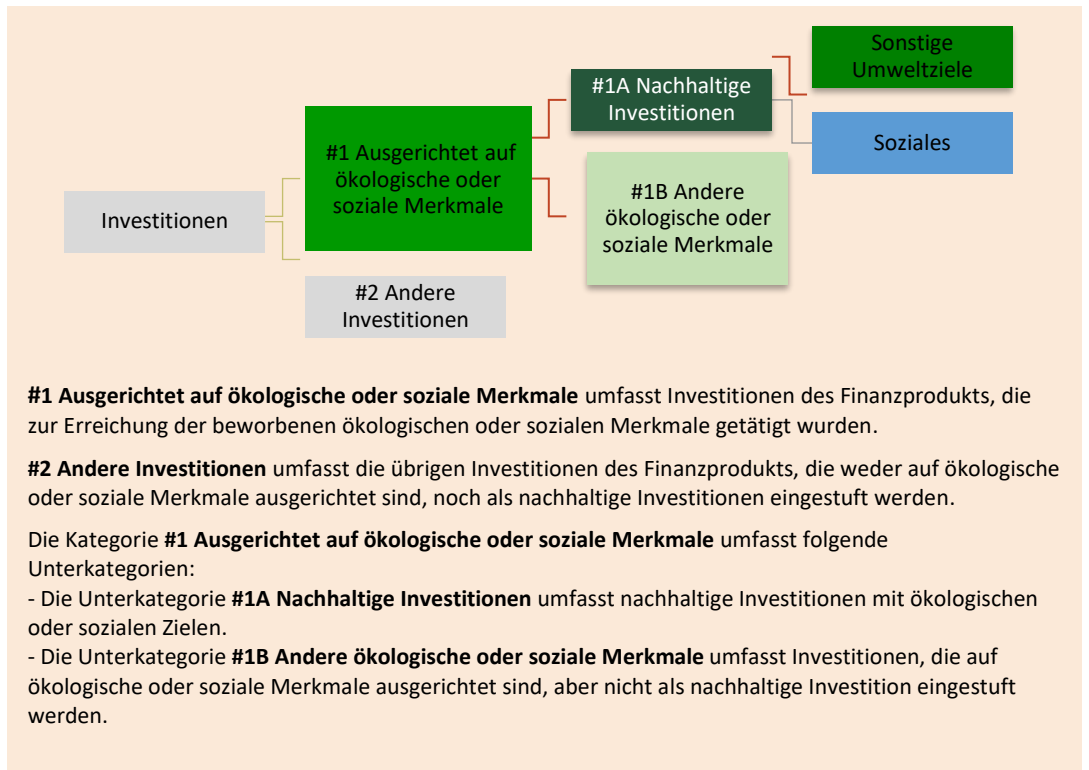 Sonstige
Umweltziele
#1A Nachhaltige
Investitionen
Soziales
#1 Ausgerichtet auf
ökologische oder
soziale Merkmale
#1B Andere
ökologische oder
soziale Merkmale
Investitionen
#2 Andere
Investitionen
#1 Ausgerichtet auf ökologische oder soziale Merkmale umfasst Investitionen des Finanzprodukts, die
zur Erreichung der beworbenen ökologischen oder sozialen Merkmale getätigt wurden.
#2 Andere Investitionen umfasst die übrigen Investitionen des Finanzprodukts, die weder auf ökologische
oder soziale Merkmale ausgerichtet sind, noch als nachhaltige Investitionen eingestuft werden.
Die Kategorie #1 Ausgerichtet auf ökologische oder soziale Merkmale umfasst folgende
Unterkategorien:
- Die Unterkategorie #1A Nachhaltige Investitionen umfasst nachhaltige Investitionen mit ökologischen
oder sozialen Zielen.
- Die Unterkategorie #1B Andere ökologische oder soziale Merkmale umfasst Investitionen, die auf
ökologische oder soziale Merkmale ausgerichtet sind, aber nicht als nachhaltige Investition eingestuft
werden.